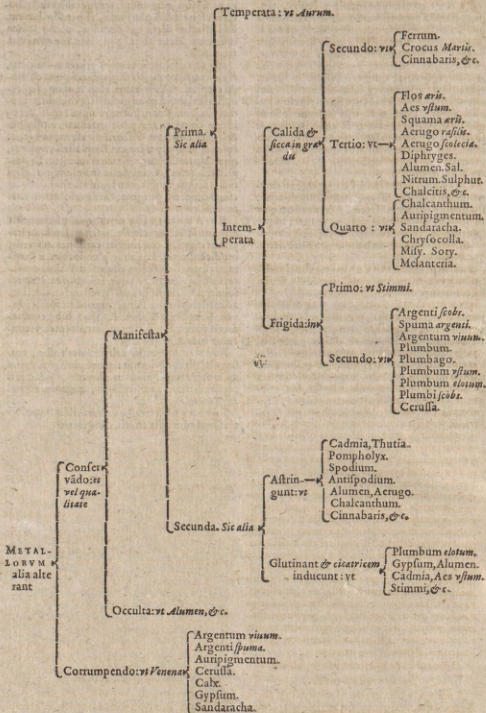 Temperata: vt Aurum.
Secundo: vt
Ferrum.
Crocus Martis.
Cinnabaris, &c.
Prima.
Sic alia
Intem-
perata
Calida &
sicca in gra
du
Tertio: vt
Flos æris.
Aes vstum.
Squama æris.
Aerugo rasilis.
Aerugo scolecia.
Diphryges.
Alumen. Sal.
Nitrum. Sulphur.
Chalcitis, &c.
Quarto : vt
Chalcanthum.
Auripigmentum.
Sandaracha.
Chrysocolla.
Misy. Sory.
Melanteria.
Frigida: in
Primo: vt Stimmi.
Secundo: vt
Argenti scobs.
Spuma argenti.
Argentum viuum.
Plumbum.
Plumbago.
Plumbum vstum.
Plumbum elotum.
Plumbi scobs.
Cerussa.
Manifesta
METAL-
LORVM
alia alte
rant
Conser
vādo: et
vel qua-
litate
Secunda. Sic alia
Astrin-
gunt: vt
Cadmia, Thutia.
Pompholyx.
Spodium.
Antispodium.
Alumen, Aerugo.
Chalcanthum.
Cinnabaris, &c.
Glutinant & cicatricem
inducunt: vt
Plumbum elotum.
Gypsum, Alumen.
Cadmia, Aes vstum.
Stimmi, &c.
Occulta: vt Alumen, &c.
Corrumpendo: vt Venena
Argentum viuum.
Argenti spuma.
Auripigmentum.
Cerussa.
Calx.
Gypsum.
Sandaracha.